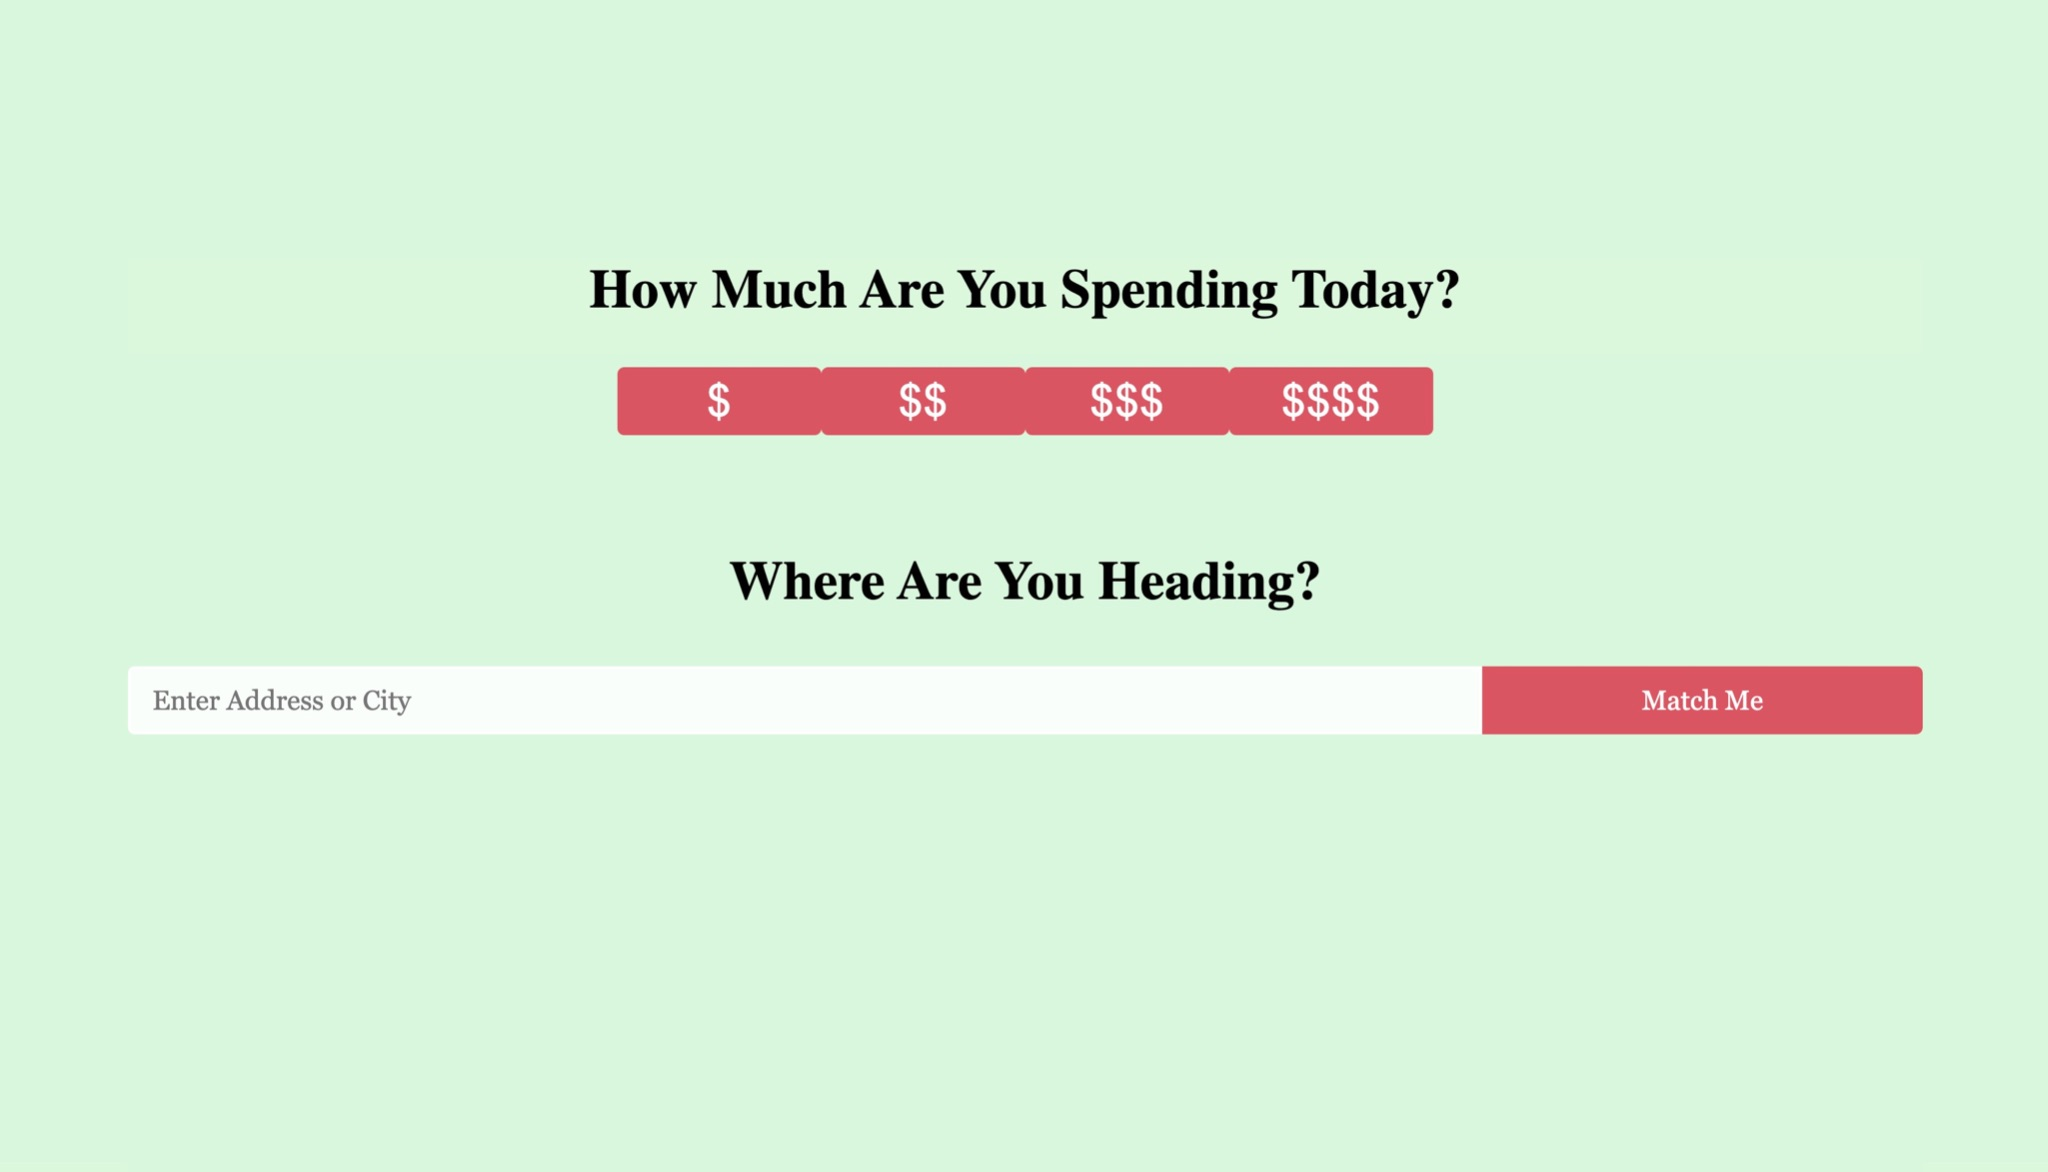 How Much Are You Spending Today?
$ $$ $$$ $$$$
Where Are You Heading?
Enter Address or City Match Me